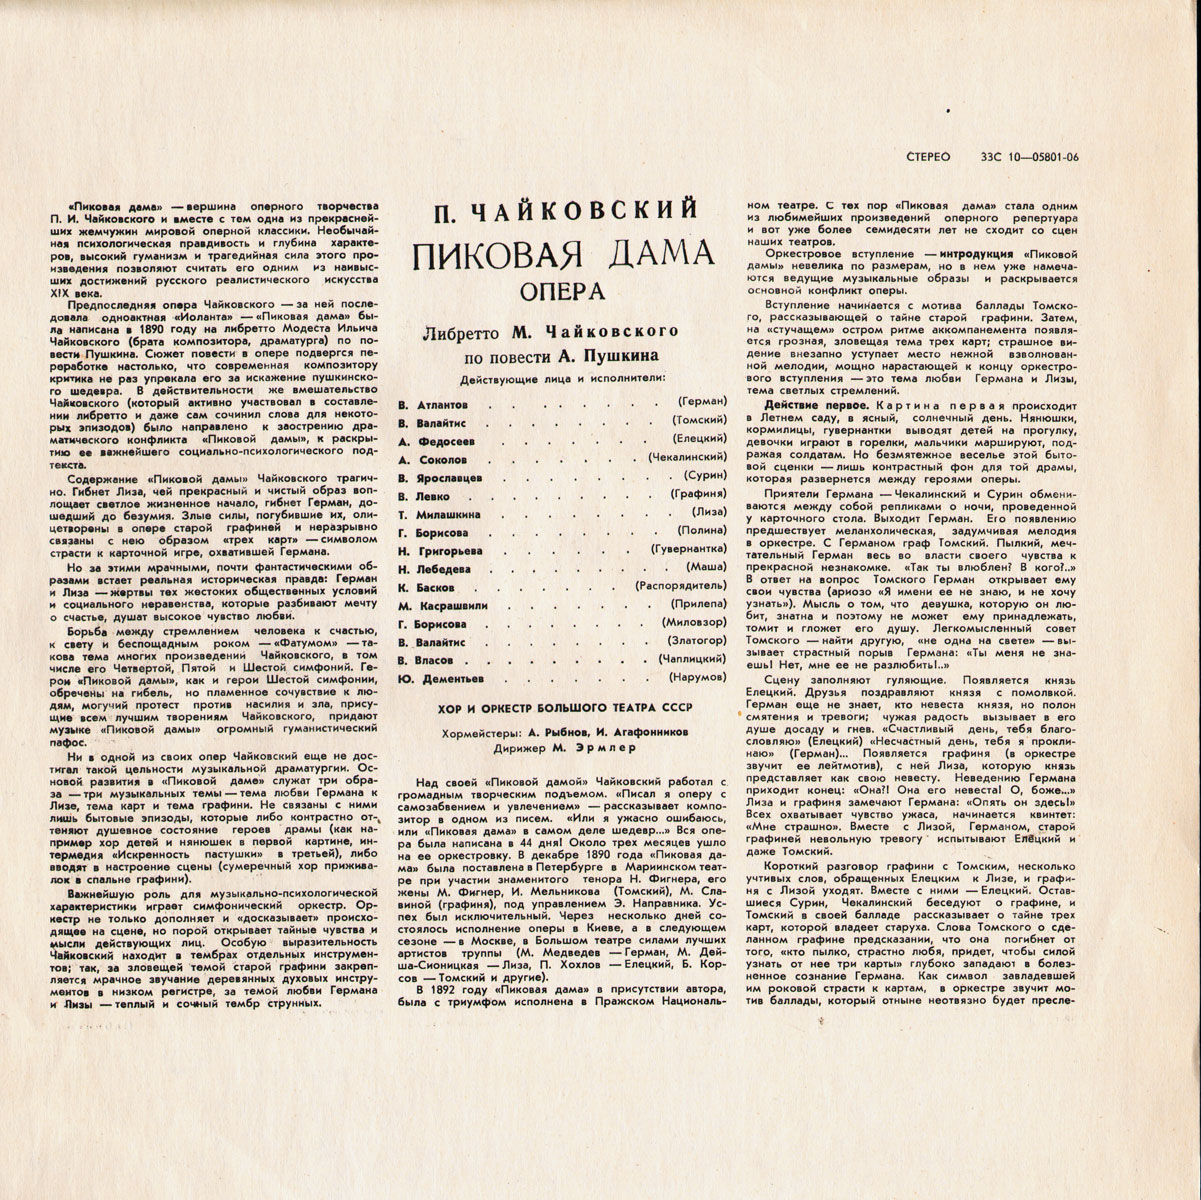 СТЕРЕО 33С 10—05801-06
«Пиковая дама» — вершина оперного творчества
П. И. Чайковского и вместе с тем одна из прекрасней-
ших жемчужин мировой оперной классики. Необычай-
ная психологическая правдивость и глубина характе-
ров, высокий гуманизм и трагедийная сила этого про-
изведения позволяют считать его одним из наивыс-
ших достижений русского реалистического искусства
XIX века.
Предпоследняя опера Чайковского — за ней после-
довала одноактная «Иоланта» — «Пиковая дама» бы-
ла написана в 1890 году на либретто Модеста Ильича
Чайковского (брата композитора, драматурга) по по-
вести Пушкина. Сюжет повести в опере подвергся пе-
реработке настолько, что современная композитору
критика не раз упрекала его за искажение пушкинско-
го шедевра. В действительности же вмешательство
Чайковского (который активно участвовал в составле-
нии либретто и даже сам сочинил слова для некото-
рых эпизодов) было направлено к заострению дра-
матического конфликта «Пиковой дамы», к раскры-
тию ее важнейшего социально-психологического под-
текста.
Содержание «Пиковой дамы» Чайковского трагич-
но. Гибнет Лиза, чей прекрасный и чистый образ воп-
лощает светлое жизненное начало, гибнет Герман, до-
шедший до безумия. Злые силы, погубившие их, оли-
цетворены в опере старой графиней и неразрывно
связаны с нею образом «трех карт» — символом
страсти к карточной игре, охватившей Германа.
Но за этими мрачными, почти фантастическими об-
разами встает реальная историческая правда: Герман
и Лиза — жертвы тех жестоких общественных условий
и социального неравенства, которые разбивают мечту
о счастье, душат высокое чувство любви.
Борьба между стремлением человека к счастью,
к свету и беспощадным роком — «Фатумом» — та-
кова тема многих произведений Чайковского, в том
числе его Четвертой, Пятой и Шестой симфоний. Ге-
рои «Пиковой дамы», как и герои Шестой симфонии,
обречены на гибель, но пламенное сочувствие к лю-
дям, могучий протест против насилия и зла, прису-
щие всем лучшим творениям Чайковского, придают
музыке «Пиковой дамы» огромный гуманистический
пафос.
Ни в одной из своих опер Чайковский еще не дос-
тигал такой цельности музыкальной драматургии. Ос-
новой развития в «Пиковой даме» служат три обра-
за — три музыкальных темы — тема любви Германа к
Лизе, тема карт и тема графини. Не связаны с ними
лишь бытовые эпизоды, которые либо контрастно от-
теняют душевное состояние героев драмы (как на-
пример хор детей и нянюшек в первой картине, ин-
термедия «Искренность пастушки» в третьей), либо
вводят в настроение сцены (сумеречный хор прижива-
лок в спальне графини).
Важнейшую роль для музыкально-психологической
характеристики играет симфонический оркестр. Ор-
кестр не только дополняет и «досказывает» происхо-
дящее на сцене, но порой открывает тайные чувства и
мысли действующих лиц. Особую выразительность
Чайковский находит в тембрах отдельных инструмен-
тов; так, за зловещей темой старой графини закреп-
ляется мрачное звучание деревянных духовых инстру-
ментов в низком регистре, за темой любви Германа
и Лизы — теплый и сочный тембр струнных.
П. ЧАЙКОВСКИЙ
ПИКОВАЯ ДАМА
ОПЕРА
Либретто М. Чайковского
по повести А. Пушкина
Действующие лица и исполнители:
В. Атлантов . . . . . . . . (Герман)
В. Валайтис . . . . . . . . (Томский)
А. Федосеев . . . . . . . . (Елецкий)
А. Соколов . . . . . . . (Чекалинский)
В. Ярославцев . . . . . . . . (Сурин)
В. Левко . . . . . . . . (Графиня)
Т. Милашкина . . . . . . . . (Лиза)
Г. Борисова . . . . . . . . (Полина)
Н. Григорьева . . . . . . (Гувернантка)
Н. Лебедева . . . . . . . . (Маша)
К. Басков . . . . . . . (Распорядитель)
М. Касрашвили . . . . . . . (Прилепа)
Г. Борисова . . . . . . . (Миловзор)
В. Валайтис . . . . . . . . (Златогор)
В. Власов . . . . . . . . (Чаплицкий)
Ю. Дементьев . . . . . . . (Нарумов)
ХОР И ОРКЕСТР БОЛЬШОГО ТЕАТРА СССР
Хормейстеры: А. Рыбнов, И. Агафонников
Дирижер М. Эрмлер
Над своей «Пиковой дамой» Чайковский работал с
громадным творческим подъемом. «Писал я оперу с
самозабвением и увлечением» — рассказывает компо-
зитор в одном из писем. «Или я ужасно ошибаюсь,
или «Пиковая дама» в самом деле шедевр...» Вся опе-
ра была написана в 44 дня! Около трех месяцев ушло
на ее оркестровку. В декабре 1890 года «Пиковая да-
ма» была поставлена в Петербурге в Мариинском теат-
ре при участии знаменитого тенора Н. Фигнера, его
жены М. Фигнер, И. Мельникова (Томский), М. Сла-
виной (графиня), под управлением Э. Направника. Ус-
пех был исключительный. Через несколько дней со-
стоялось исполнение оперы в Киеве, а в следующем
сезоне — в Москве, в Большом театре силами лучших
артистов труппы (М. Медведев — Герман, М. Дей-
ша-Сионицкая — Лиза, П. Хохлов — Елецкий, Б. Кор-
сов — Томский и другие).
В 1892 году «Пиковая дама» в присутствии автора,
была с триумфом исполнена в Пражском Националь-
ном театре. С тех пор «Пиковая дама» стала одним
из любимейших произведений оперного репертуара
и вот уже более семидесяти лет не сходит со сцен
наших театров.
Оркестровое вступление — интродукция «Пиковой
дамы» невелика по размерам, но в нем уже намеча-
ются ведущие музыкальные образы и раскрывается
основной конфликт оперы.
Вступление начинается с мотива баллады Томско-
го, рассказывающей о тайне старой графини. Затем,
на «стучащем» остром ритме аккомпанемента появля-
ется грозная, зловещая тема трех карт; страшное ви-
дение внезапно уступает место нежной взволнован-
ной мелодии, мощно нарастающей к концу оркестро-
вого вступления — это тема любви Германа и Лизы,
тема светлых стремлений.
Действие первое. Картина первая происходит
в Летнем саду, в ясный, солнечный день. Нянюшки,
кормилицы, гувернантки выводят детей на прогулку,
девочки играют в горелки, мальчики маршируют, под-
ражая солдатам. Но безмятежное веселье этой быто-
вой сценки — лишь контрастный фон для той драмы,
которая развернется между героями оперы.
Приятели Германа — Чекалинский и Сурин обмени-
ваются между собой репликами о ночи, проведенной
у карточного стола. Выходит Герман. Его появлению
предшествует меланхолическая, задумчивая мелодия
в оркестре. С Германом граф Томский. Пылкий, меч-
тательный Герман весь во власти своего чувства к
прекрасной незнакомке. «Так ты влюблен? В кого?..»
В ответ на вопрос Томского Герман открывает ему
свои чувства (ариозо «Я имени ее не знаю, и не хочу
узнать»). Мысль о том, что девушка, которую он лю-
бит, знатна и поэтому не может ему принадлежать,
томит и гложет его душу. Легкомысленный совет
Томского — найти другую, «не одна на свете» — вы-
зывает страстный порыв Германа: «Ты меня не зна-
ешь! Нет, мне ее не разлюбить!..»
Сцену заполняют гуляющие. Появляется князь
Елецкий. Друзья поздравляют князя с помолвкой.
Герман еще не знает, кто невеста князя, но полон
смятения и тревоги; чужая радость вызывает в его
душе досаду и гнев. «Счастливый день, тебя благо-
словляю» (Елецкий) «Несчастный день, тебя я прокли-
наю» (Герман)... Появляется графиня (в оркестре
звучит ее лейтмотив), с ней Лиза, которую князь
представляет как свою невесту. Неведению Германа
приходит конец: «Она?! Она его невеста! О, боже...»
Лиза и графиня замечают Германа: «Опять он здесь!»
Всех охватывает чувство ужаса, начинается квинтет:
«Мне страшно». Вместе с Лизой, Германом, старой
графиней невольную тревогу испытывают Елецкий и
даже Томский.
Короткий разговор графини с Томским, несколько
учтивых слов, обращенных Елецким к Лизе, и графи-
ня с Лизой уходят. Вместе с ними — Елецкий. Остав-
шиеся Сурин, Чекалинский беседуют о графине, и
Томский в своей балладе рассказывает о тайне трех
карт, которой владеет старуха. Слова Томского о сде-
ланном графине предсказании, что она погибнет от
того, «кто пылко, страстно любя, придет, чтобы силой
узнать от нее три карты» глубоко западают в болез-
ненное сознание Германа. Как символ завладевшей
им роковой страсти к картам, в оркестре звучит мо-
тив баллады, который отныне неотвязно будет пресле-